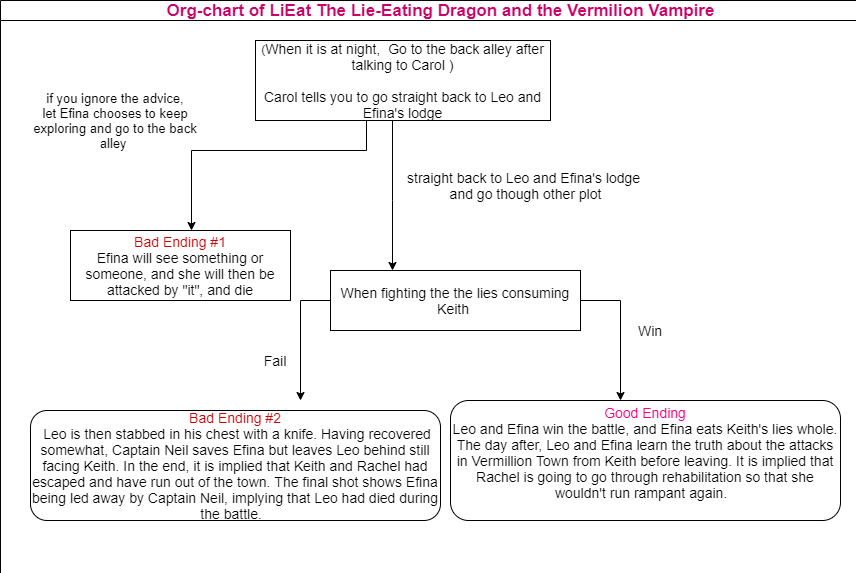 Org-chart of LiEat The Lie-Eating Dragon and the Vermilion Vampire
(When it is at night,  Go to the back alley after
talking to Carol )
Carol tells you to go straight back to Leo and
Efina's lodge
if you ignore the advice,
let Efina chooses to keep
exploring and go to the back
alley
straight back to Leo and Efina's lodge
and go though other plot
Bad Ending #1
Efina will see something or
someone, and she will then be
attacked by "it", and die
When fighting the the lies consuming
Keith
Fail
Win
Bad Ending #2
Leo is then stabbed in his chest with a knife. Having recovered
somewhat, Captain Neil saves Efina but leaves Leo behind still
facing Keith. In the end, it is implied that Keith and Rachel had
escaped and have run out of the town. The final shot shows Efina
being led away by Captain Neil, implying that Leo had died during
the battle.
Good Ending
Leo and Efina win the battle, and Efina eats Keith's lies whole.
The day after, Leo and Efina learn the truth about the attacks
in Vermillion Town from Keith before leaving. It is implied that
Rachel is going to go through rehabilitation so that she
wouldn't run rampant again.